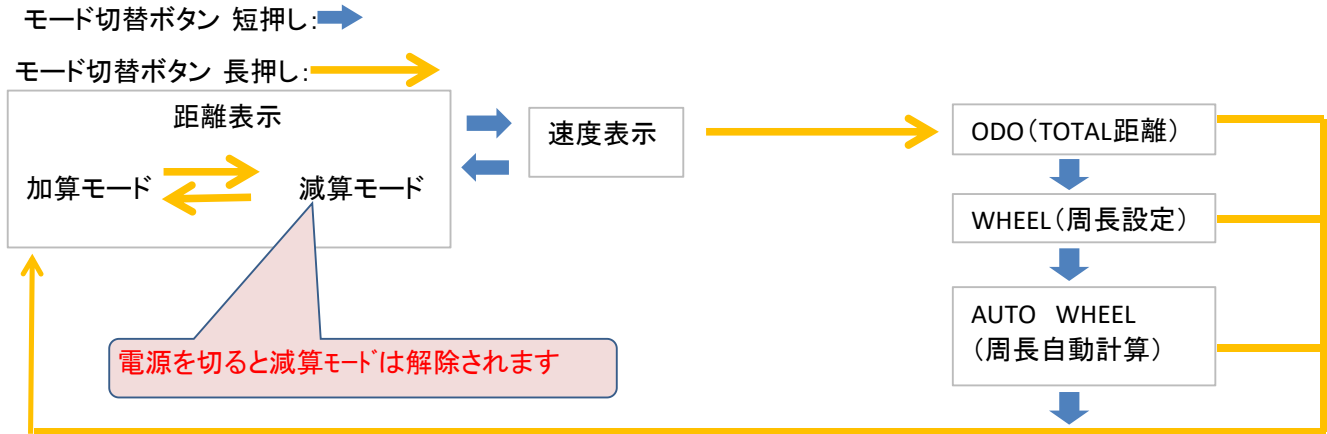 モード切替ボタン 短押し:
モード切替ボタン 長押し:
距離表示
加算モード
減算モード
速度表示
ODO(TOTAL距離)
WHEEL(周長設定)
AUTO WHEEL
(周長自動計算)
電源を切ると減算ﾓｰﾄﾞは解除されます